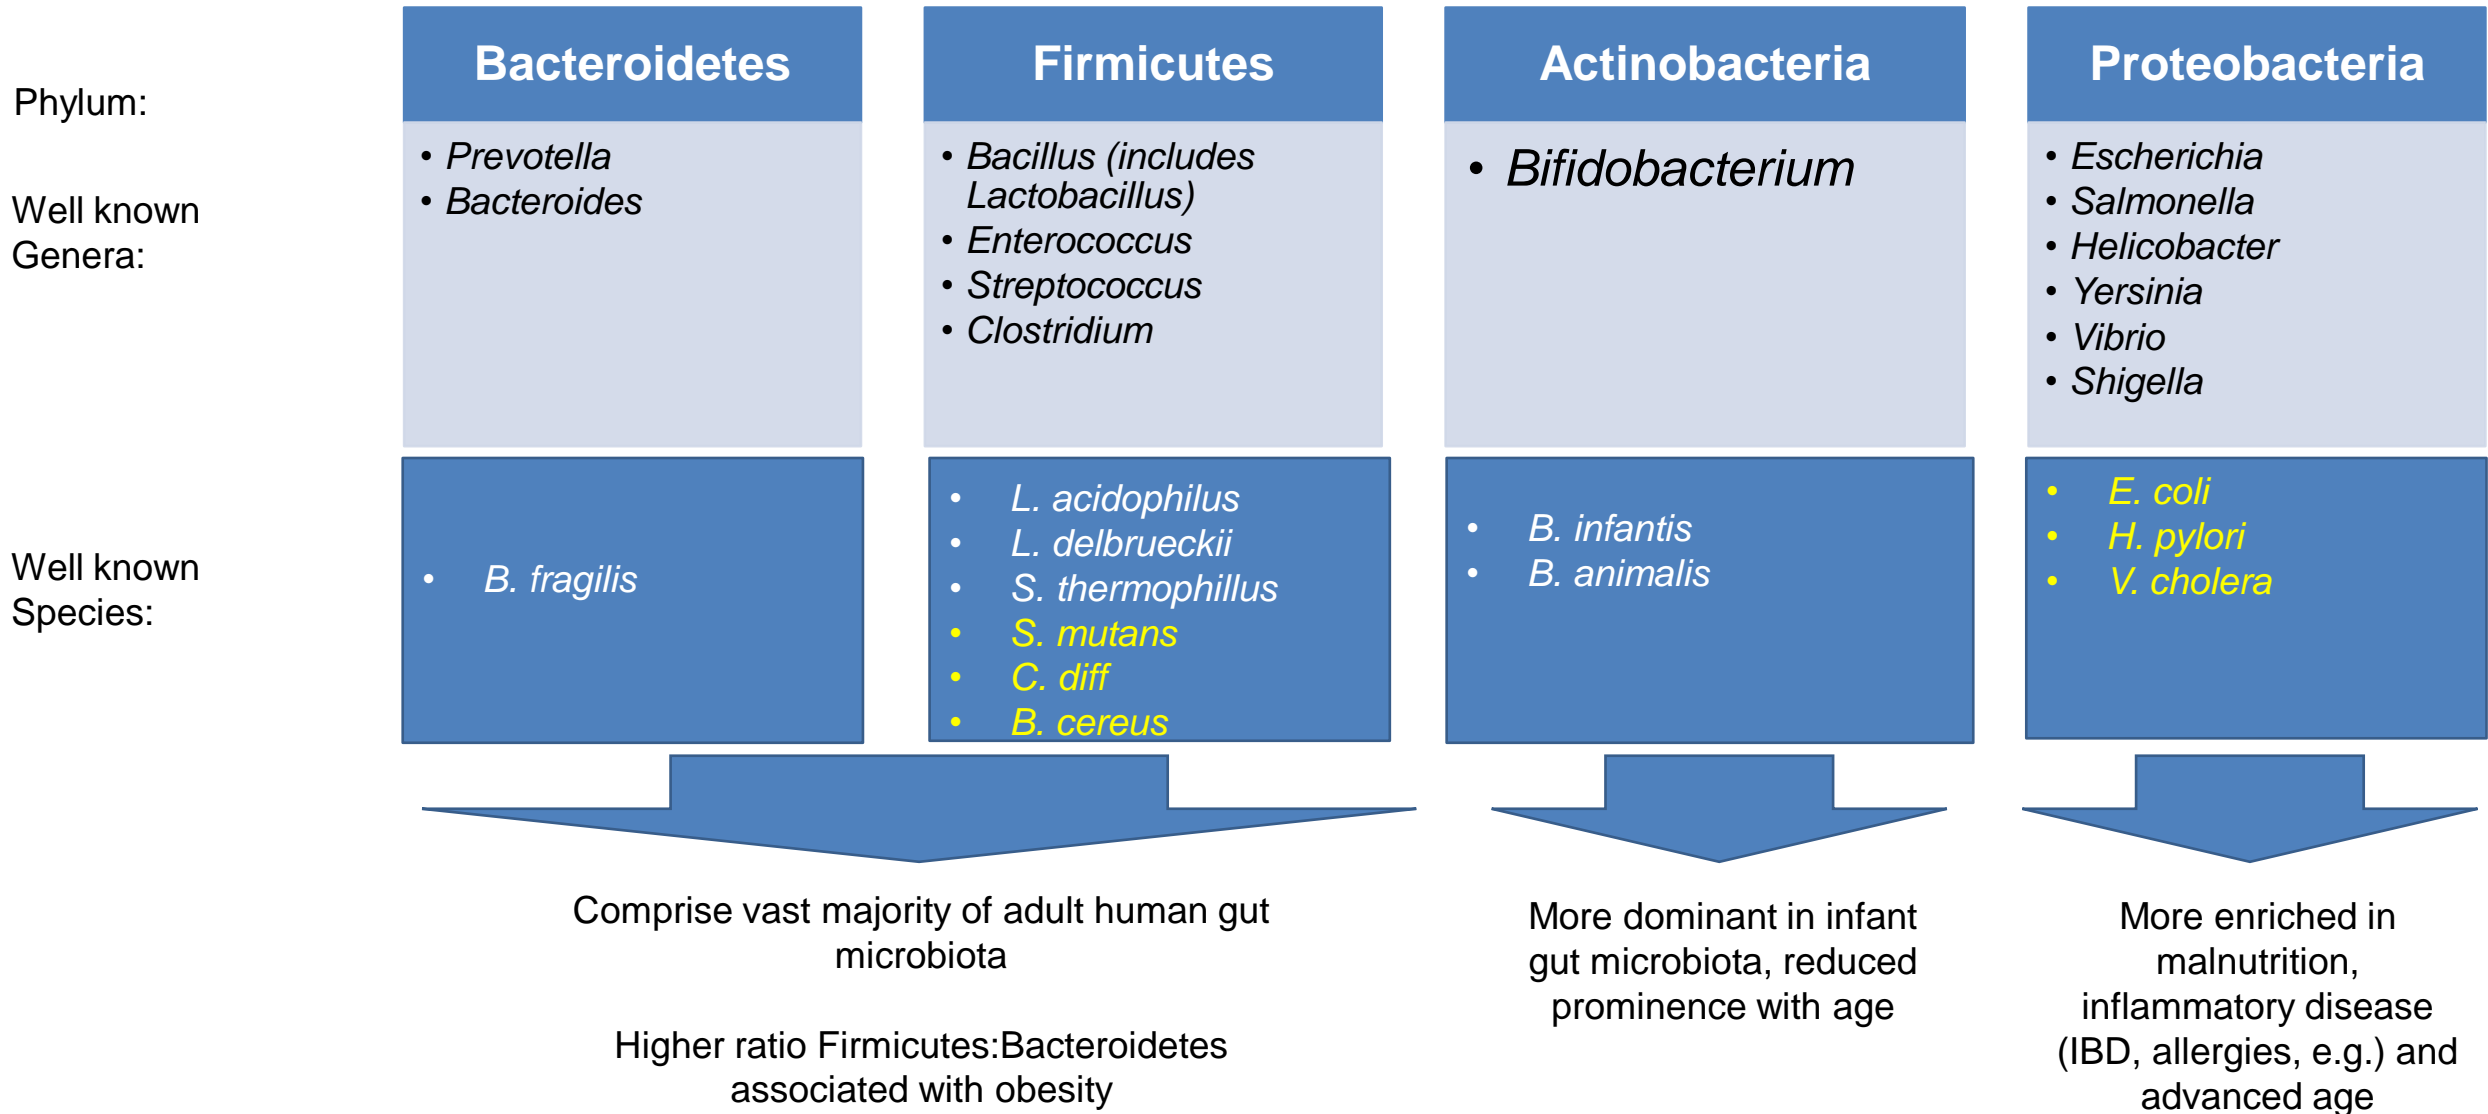 Phylum:
Bacteroidetes
Firmicutes
Actinobacteria
Proteobacteria
Well known
Genera:
• Prevotella
• Bacteroides
• Bacillus (includes
Lactobacillus)
• Enterococcus
• Streptococcus
• Clostridium
• Bifidobacterium
• Escherichia
• Salmonella
• Helicobacter
• Yersinia
• Vibrio
• Shigella
Well known
Species:
• B. fragilis
• L. acidophilus
• L. delbrueckii
• S. thermophillus
• S. mutans
• C. diff
• B. cereus
• B. infantis
• B. animalis
• E. coli
• H. pylori
• V. cholera
Comprise vast majority of adult human gut
microbiota
Higher ratio Firmicutes:Bacteroidetes
associated with obesity
More dominant in infant
gut microbiota, reduced
prominence with age
More enriched in
malnutrition,
inflammatory disease
(IBD, allergies, e.g.) and
advanced age